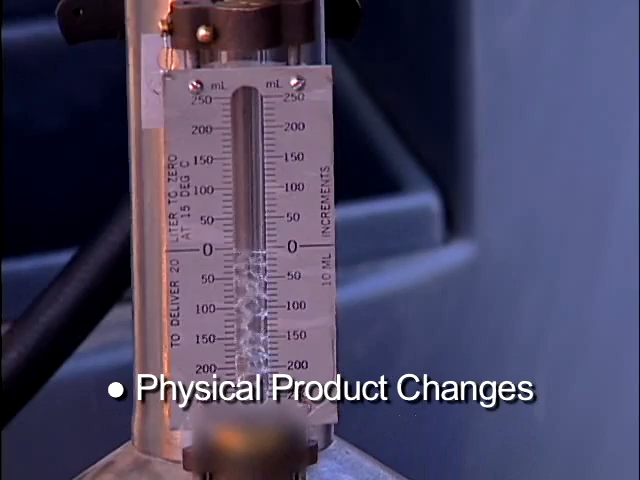 mL mL
250 250
200 200
150 150
100 100
50 50
0 0
50 50
100 100
150 150
200 200
TO DELIVER 20 LITER TO ZERO
AT 15 DEG C
10 ML INCREMENTS
● Physical Product Changes